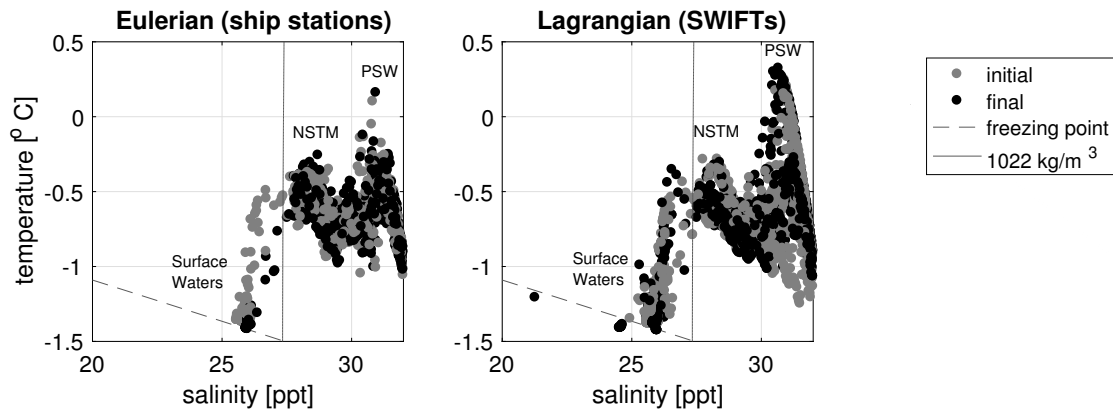 Eulerian (ship stations)
0.5
0
-0.5
-1
-1.5
temperature [⁰ C]
PSW
NSTM
Surface
Waters
20
25
30
salinity [ppt]
Lagrangian (SWIFTs)
0.5
0
-0.5
-1
-1.5
PSW
NSTM
Surface
Waters
20
25
30
salinity [ppt]
initial
final
freezing point
1022 kg/m ³